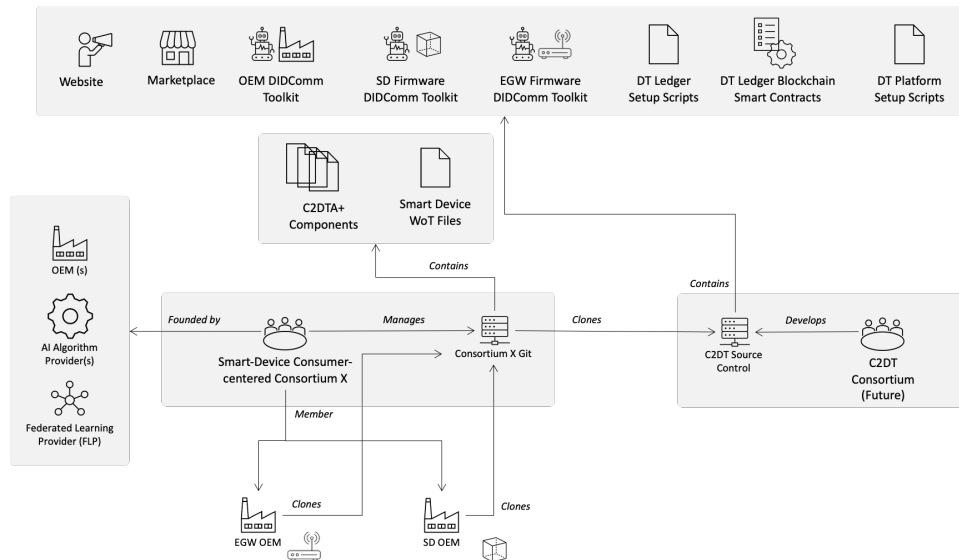 Website
Marketplace
OEM DIDComm
Toolkit
SD Firmware
DIDComm Toolkit
EGW Firmware
DIDComm Toolkit
DT Ledger
Setup Scripts
DT Ledger Blockchain
Smart Contracts
DT Platform
Setup Scripts
C2DTA+
Components
Smart Device
WoT Files
OEM (s)
AI Algorithm
Provider(s)
Federated Learning
Provider (FLP)
Contains
Contains
Founded by
Manages
Clones
Develops
Smart-Device Consumer-
centered Consortium X
Consortium X Git
C2DT Source
Control
C2DT
Consortium
(Future)
Member
Clones
Clones
EGW OEM
SD OEM